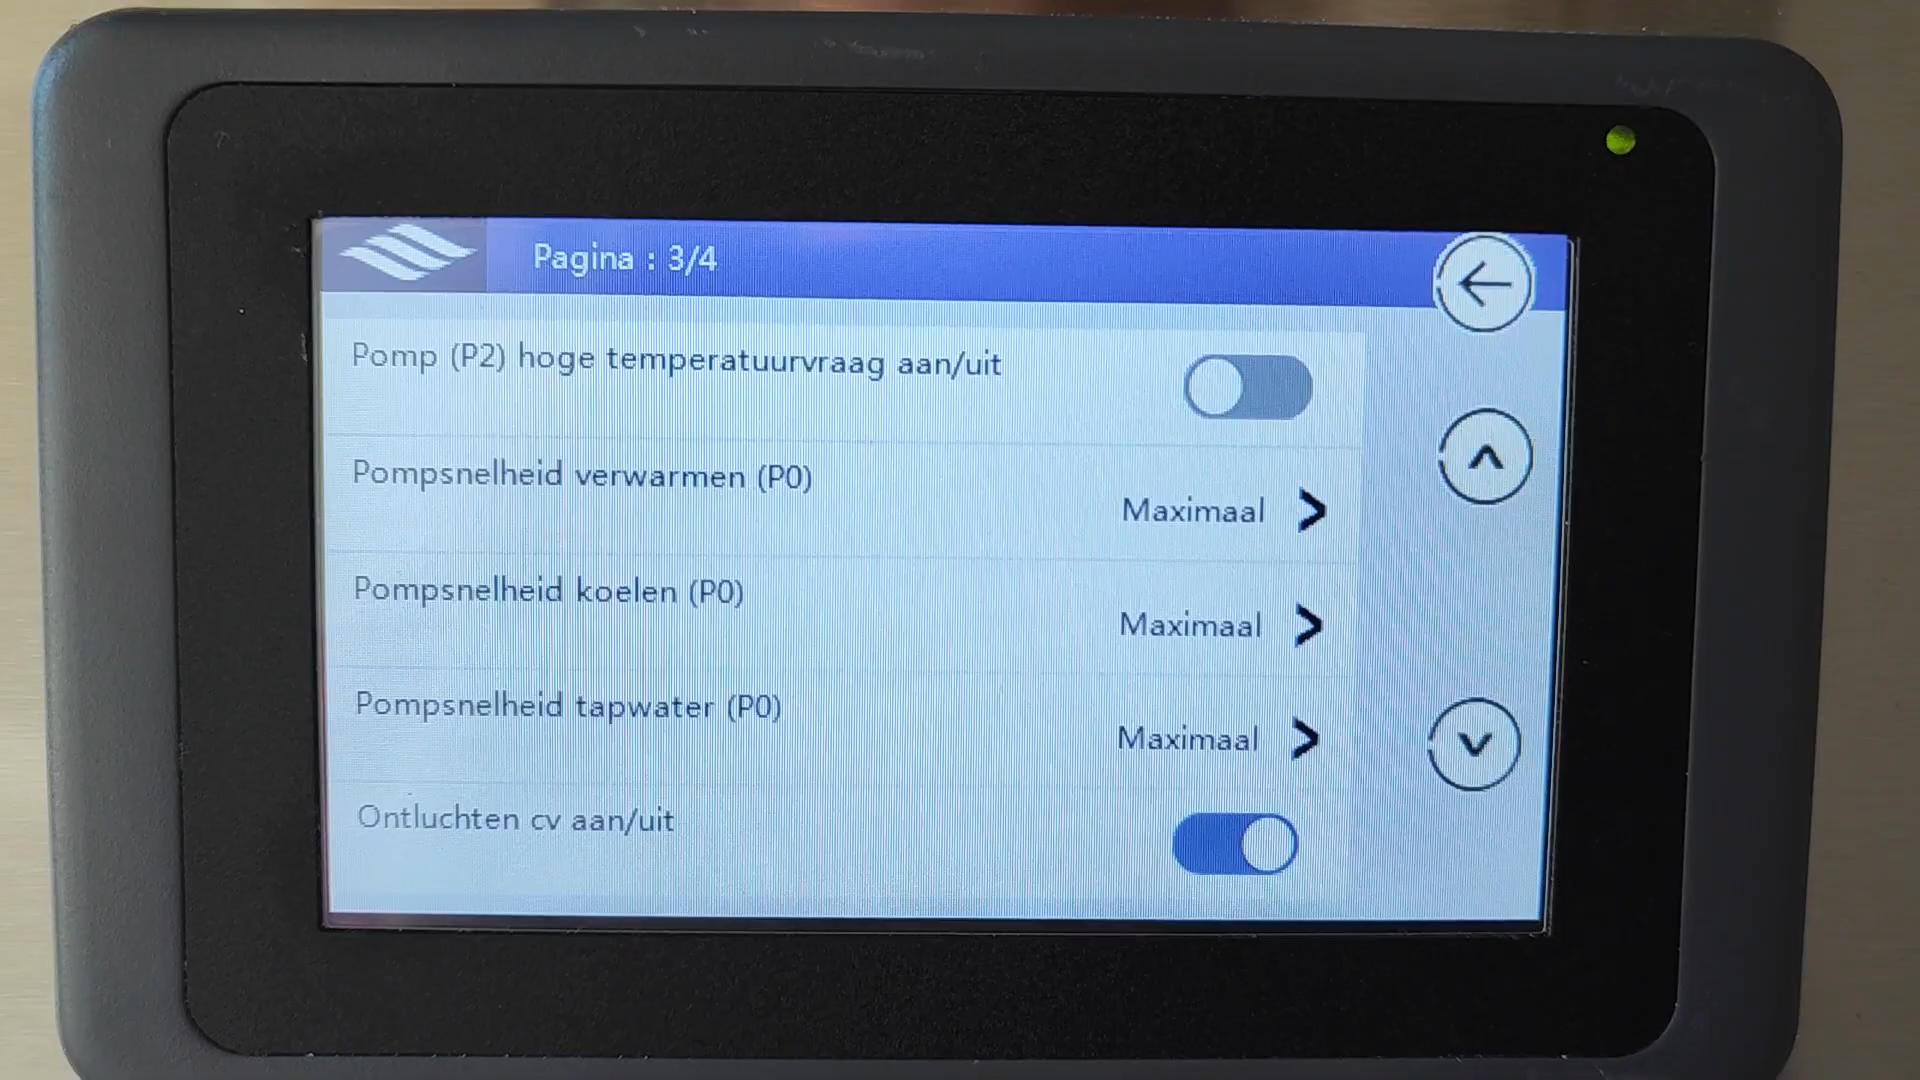 Pagina : 3/4
Pomp (P2) hoge temperatuurvraag aan/uit
Pompsnelheid verwarmen (P0)
Maximaal
Pompsnelheid koelen (P0)
Maximaal
Pompsnelheid tapwater (P0)
Maximaal
Ontluchten cv aan/uit